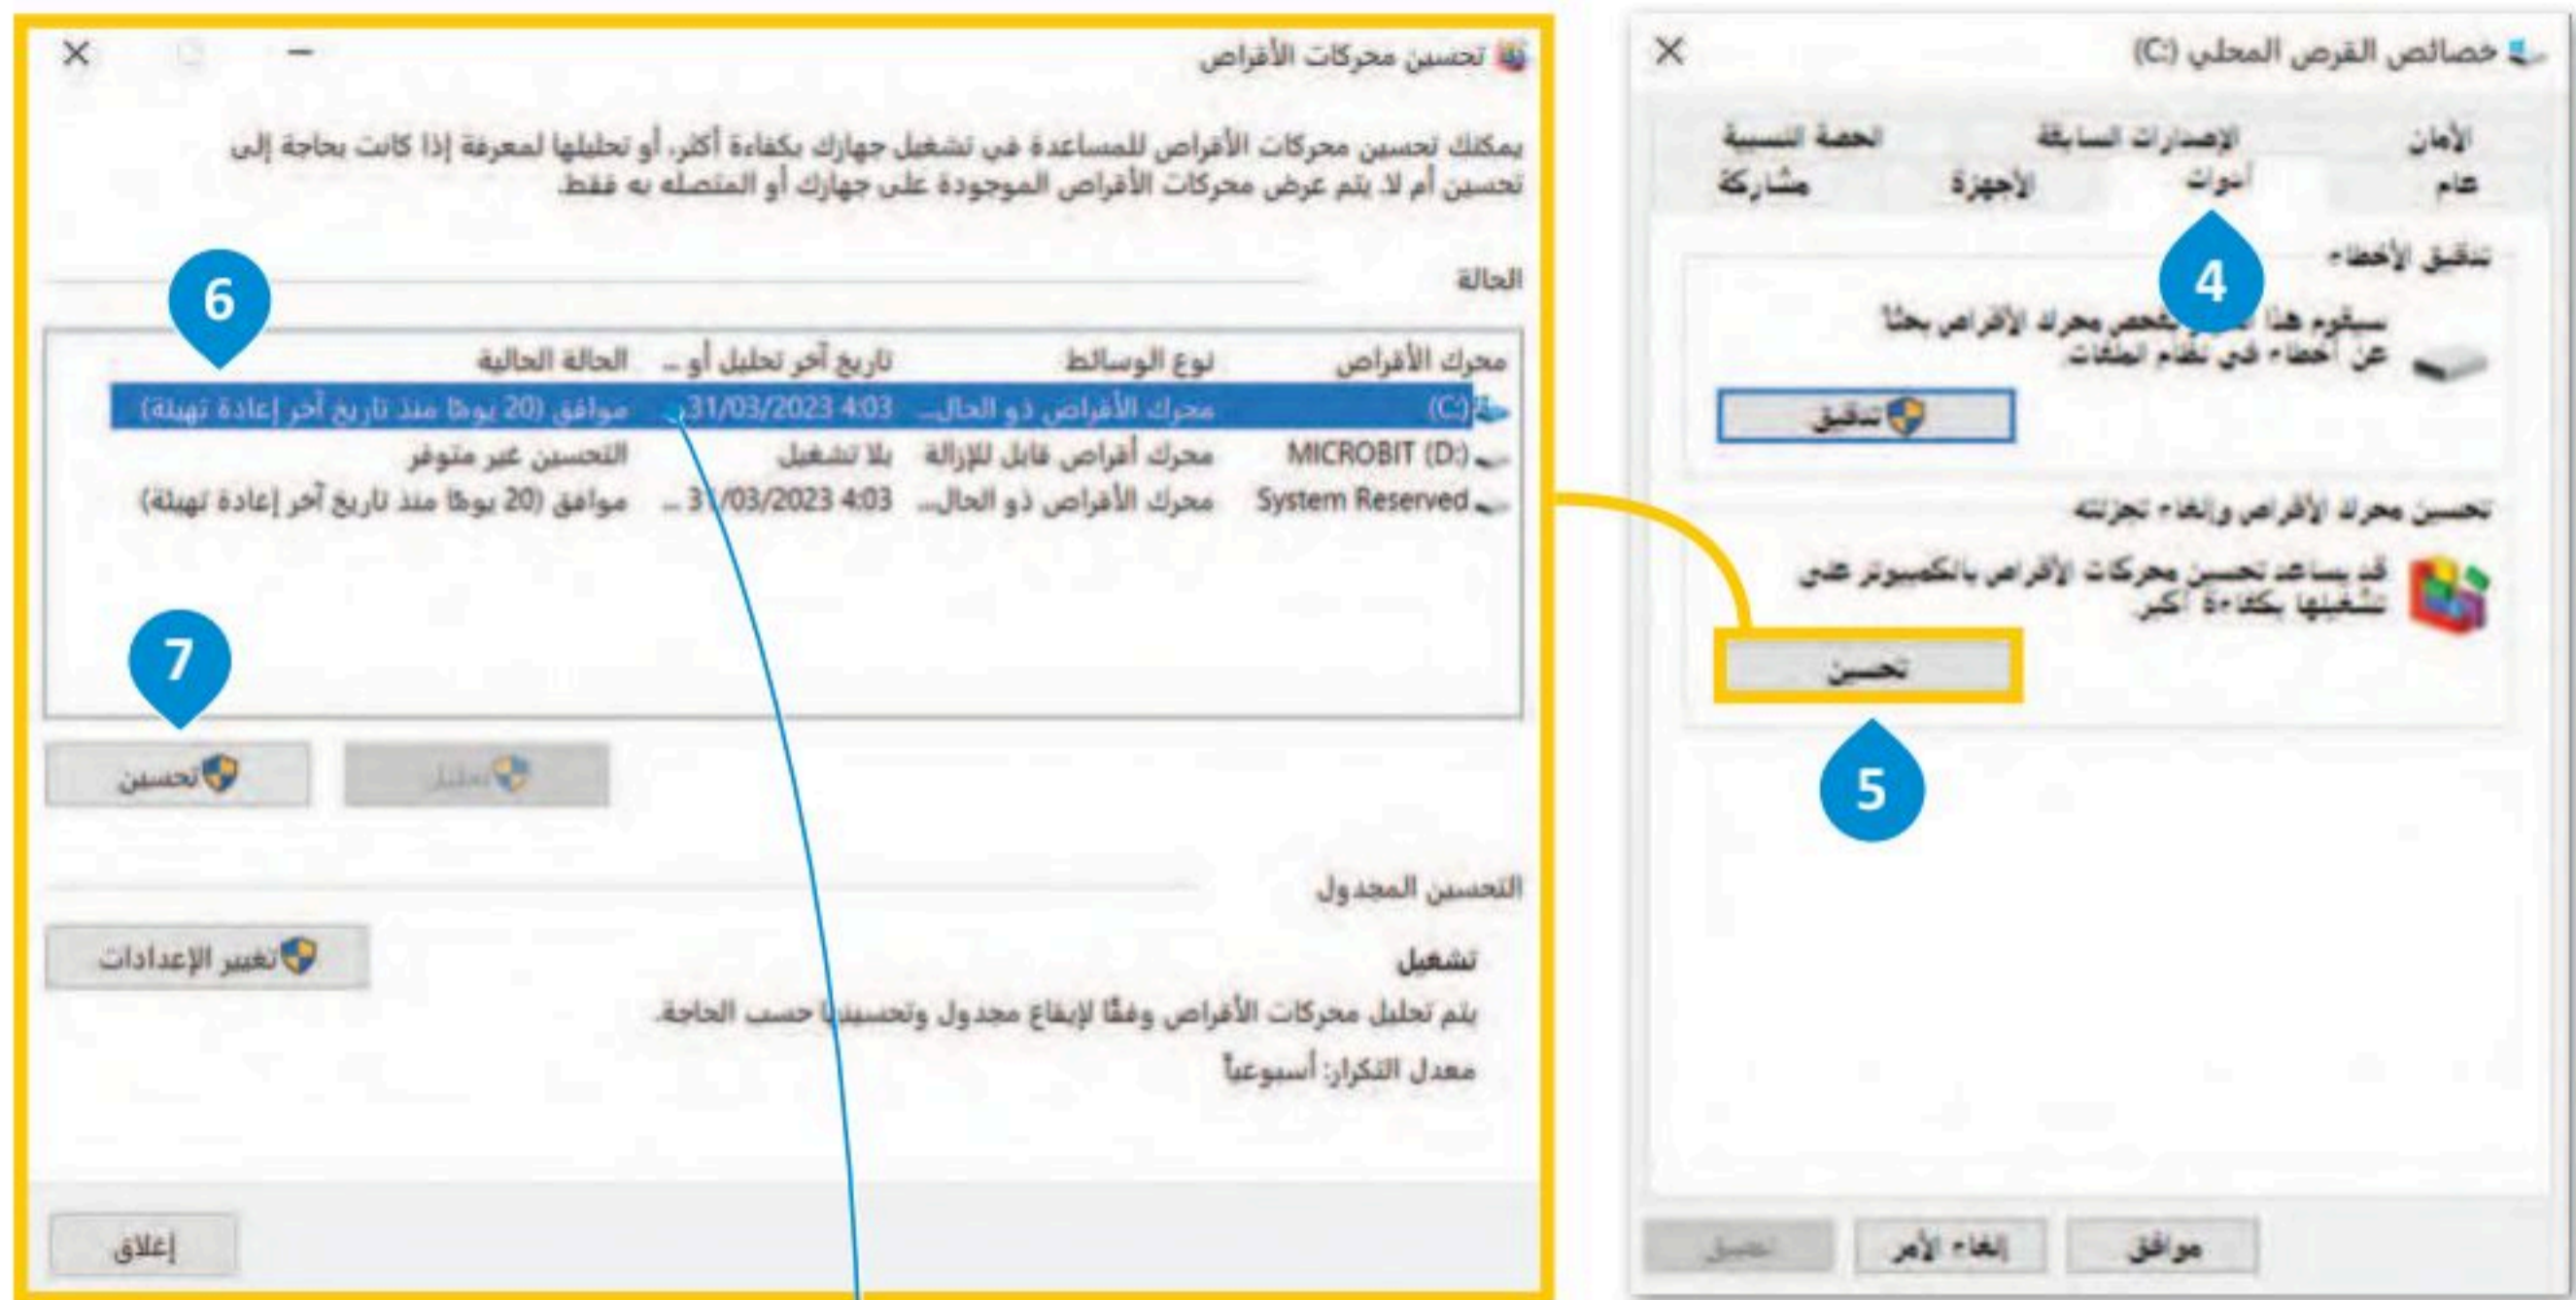 خصائص القرص المحلي (C:)
الأمان الإصدارات السابقة الحصة النسبية
عام أدوات الأجهزة مشاركة
4
تدقيق الأخطاء
سيقوم هذا بفحص محرك الأقراص بحثًا
عن أخطاء في نظام الملفات.
تدقيق
تحسين محرك الأقراص وإلغاء تجزئته
قد يساعد تحسين محركات الأقراص بالكمبيوتر على
تشغيلها بكفاءة أكبر.
تحسين
5
موافق إلغاء الأمر تطبيق
تحسين محركات الأقراص
يمكنك تحسين محركات الأقراص للمساعدة في تشغيل جهازك بكفاءة أكثر، أو تحليلها لمعرفة إذا كانت بحاجة إلى
تحسين أم لا. يتم عرض محركات الأقراص الموجودة على جهازك أو المتصله به فقط.
الحالة
6
محرك الأقراص نوع الوسائط تاريخ آخر تحليل أو ... الحالة الحالية
(C:) محرك الأقراص ذو الحال... 31/03/2023 4:03 ... موافق (20 يومًا منذ تاريخ آخر إعادة تهيئة)
MICROBIT (D:) محرك أقراص قابل للإزالة بلا تشغيل التحسين غير متوفر
System Reserved محرك الأقراص ذو الحال... 31/03/2023 4:03 ... موافق (20 يومًا منذ تاريخ آخر إعادة تهيئة)
7
تحليل تحسين
التحسين المجدول
تشغيل تغيير الإعدادات
يتم تحليل محركات الأقراص وفقًا لإيقاع مجدول وتحسينها حسب الحاجة.
معدل التكرار: أسبوعياً
إغلاق